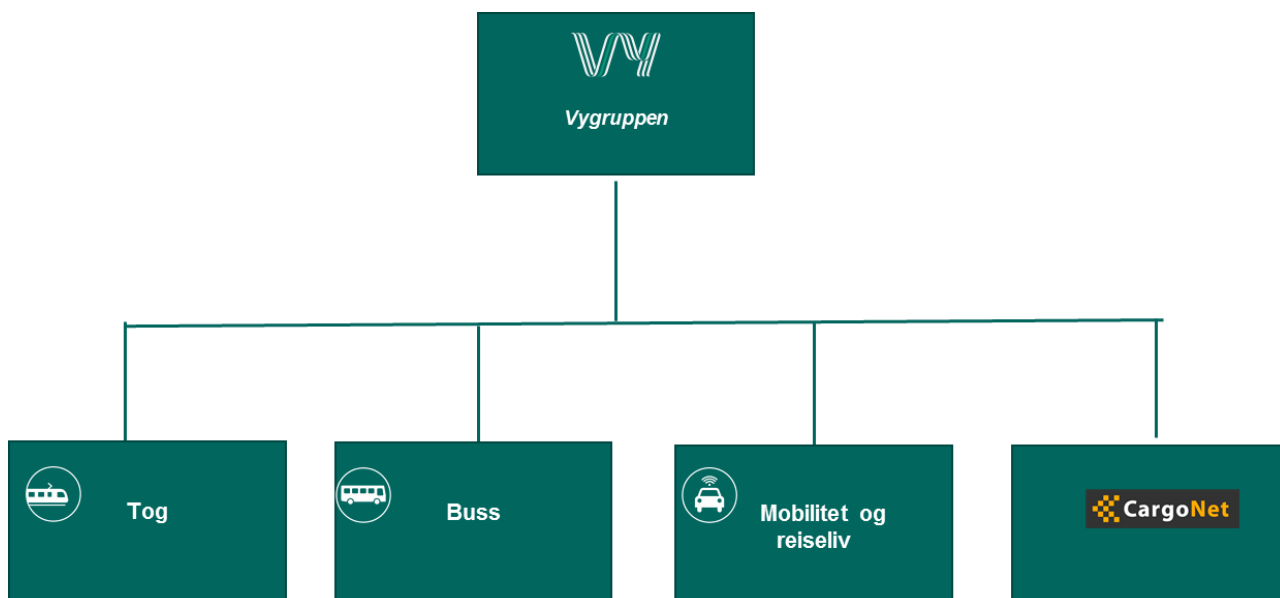 VY
Vygruppen
Tog
Buss
Mobilitet og
reiseliv
CargoNet